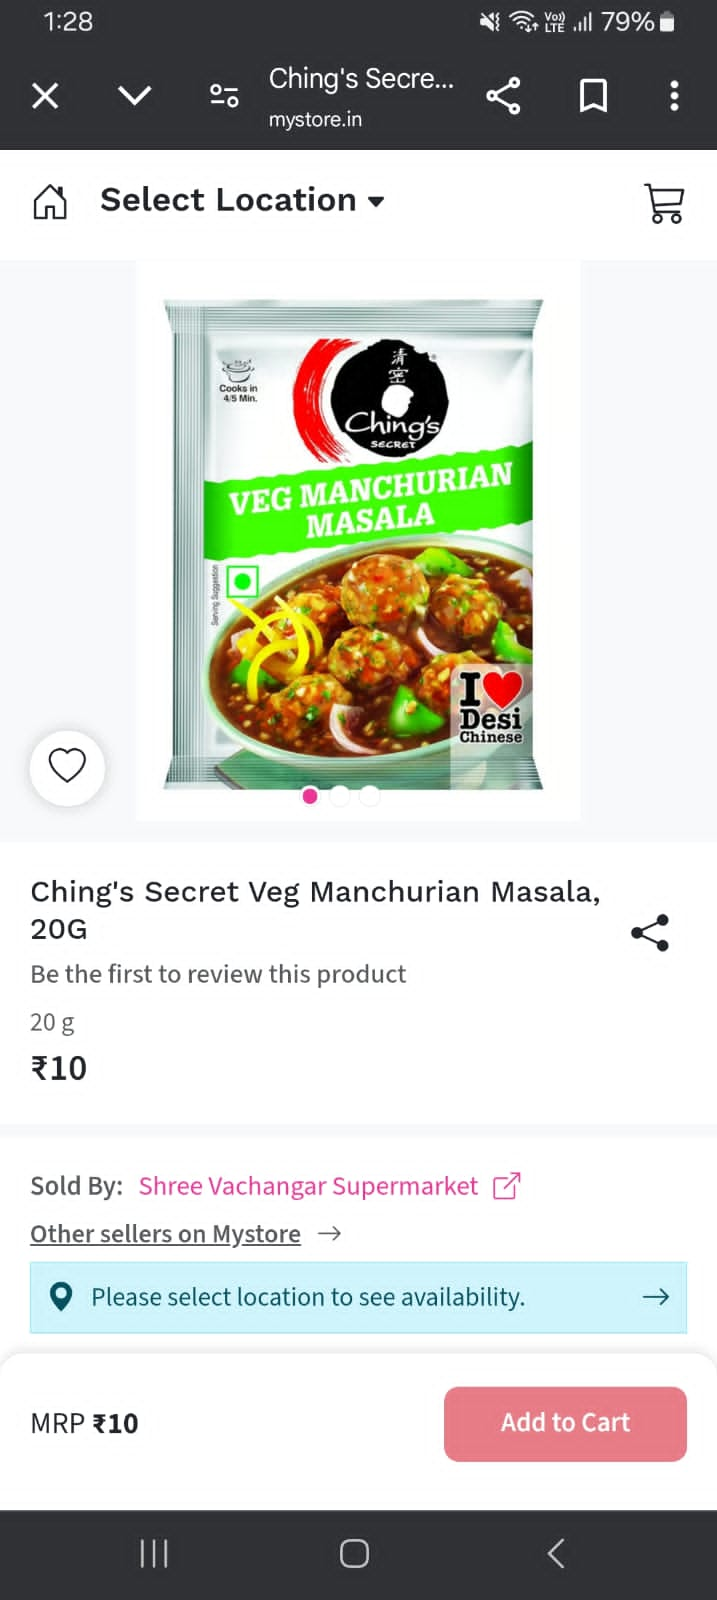 1:28
Vo))
LTE
79%
Ching's Secre...
mystore.in
Select Location
Cooks in
4/5 Min.
清
密
Ching's
SECRET
VEG MANCHURIAN
MASALA
Serving Suggestion
I
Desi
Chinese
Ching's Secret Veg Manchurian Masala,
20G
Be the first to review this product
20 g
₹10
Sold By: Shree Vachangar Supermarket
Other sellers on Mystore
Please select location to see availability.
MRP ₹10
Add to Cart